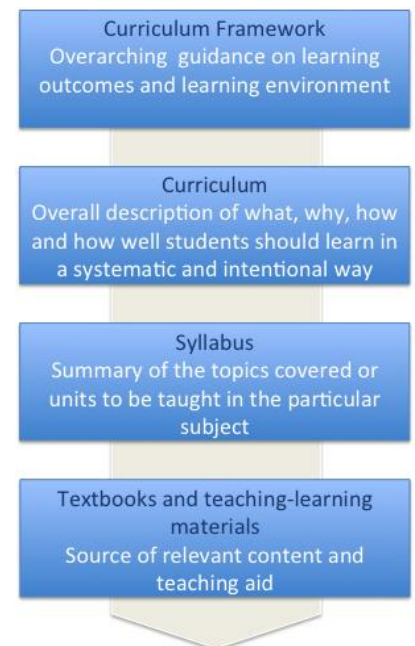 Curriculum Framework
Overarching guidance on learning
outcomes and learning environment
Curriculum
Overall description of what, why, how
and how well students should learn in
a systematic and intentional way
Syllabus
Summary of the topics covered or
units to be taught in the particular
subject
Textbooks and teaching-learning
materials
Source of relevant content and
teaching aid